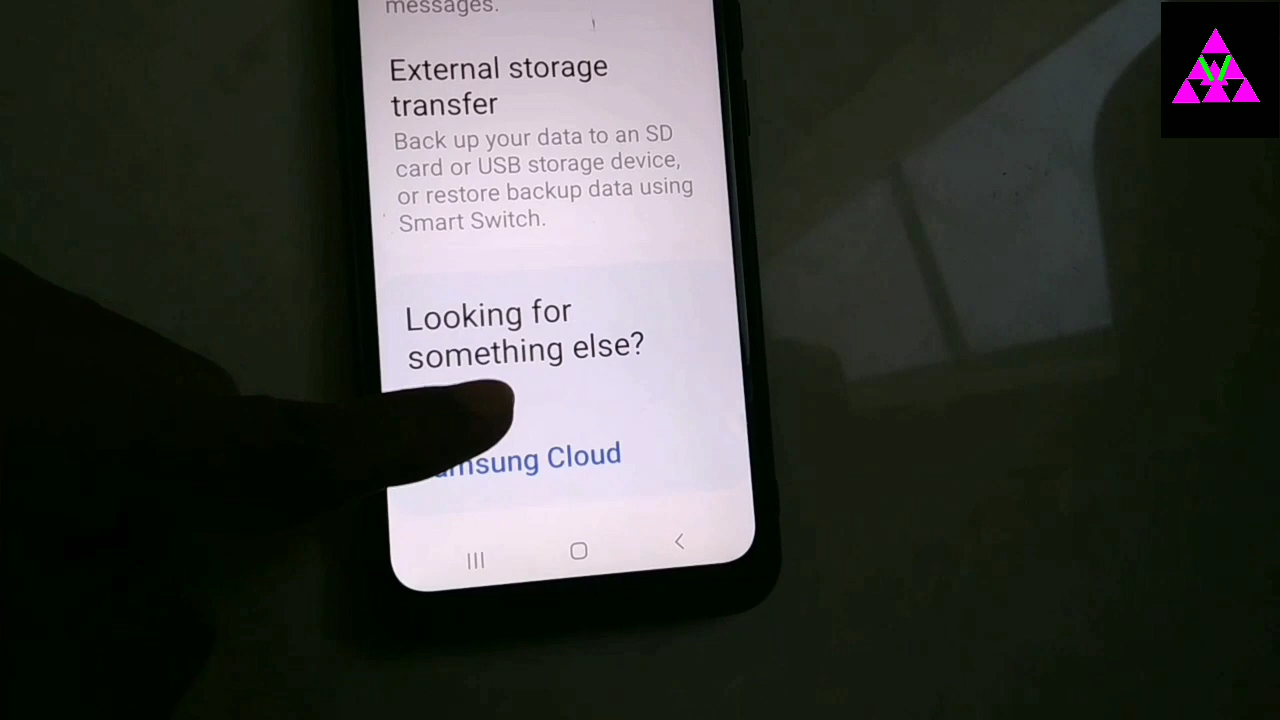 messages.
External storage
transfer
Back up your data to an SD
card or USB storage device,
or restore backup data using
Smart Switch.
Looking for
something else?
Cloud